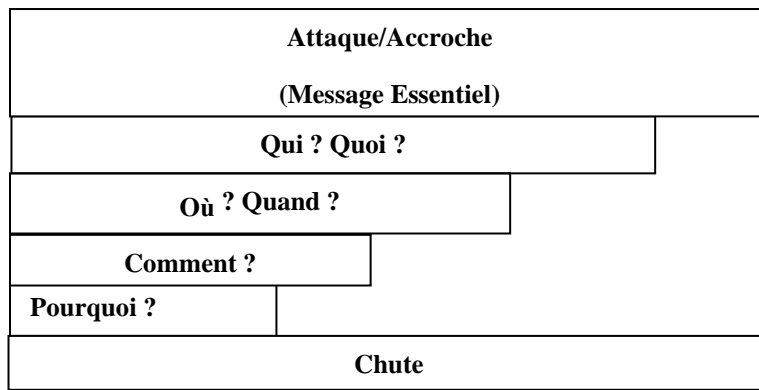 Attaque/Accroche
(Message Essentiel)
Qui ? Quoi ?
Où ? Quand ?
Comment ?
Pourquoi ?
Chute